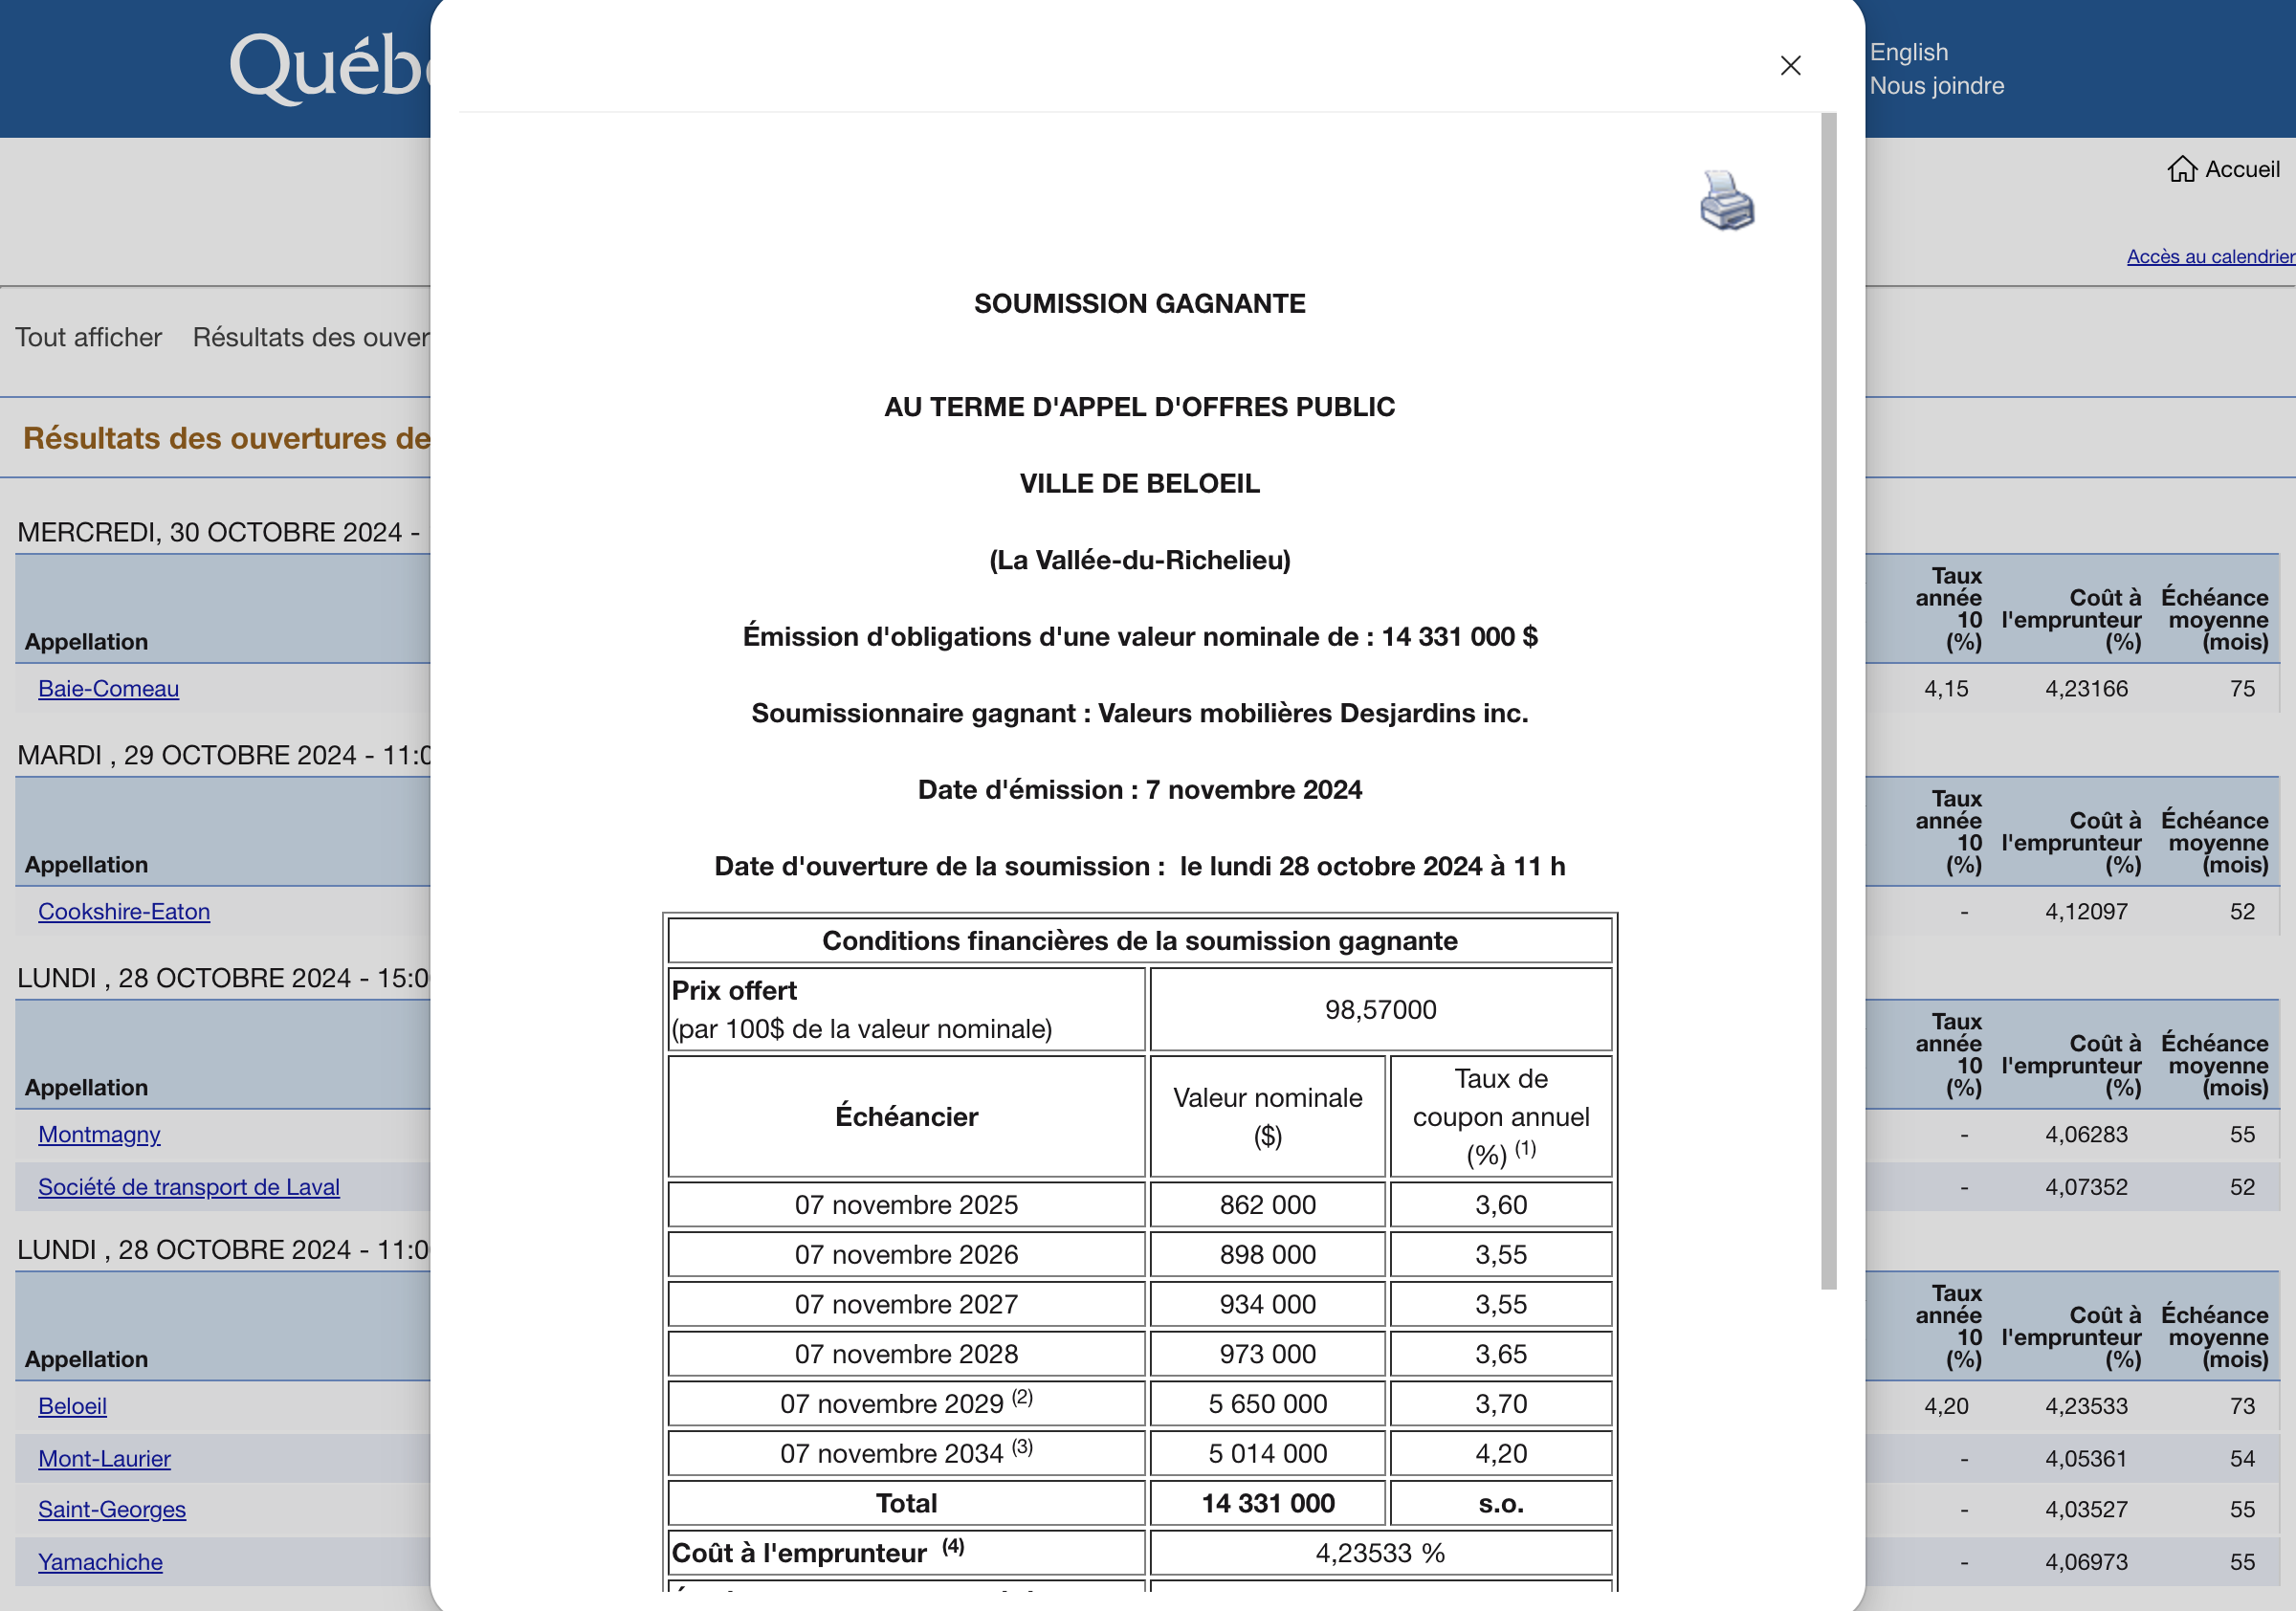 Québe
English
Nous joindre
Accueil
Accès au calendrier
Tout afficher Résultats des ouver
Résultats des ouvertures de
SOUMISSION GAGNANTE
AU TERME D'APPEL D'OFFRES PUBLIC
VILLE DE BELOEIL
(La Vallée-du-Richelieu)
Émission d'obligations d'une valeur nominale de : 14 331 000 $
Soumissionnaire gagnant : Valeurs mobilières Desjardins inc.
Date d'émission : 7 novembre 2024
Date d'ouverture de la soumission : le lundi 28 octobre 2024 à 11 h
Conditions financières de la soumission gagnante
Prix offert
(par 100$ de la valeur nominale) 98,57000
Échéancier Valeur nominale ($) Taux de coupon annuel (%) (1)
07 novembre 2025 862 000 3,60
07 novembre 2026 898 000 3,55
07 novembre 2027 934 000 3,55
07 novembre 2028 973 000 3,65
07 novembre 2029 (2) 5 650 000 3,70
07 novembre 2034 (3) 5 014 000 4,20
Total 14 331 000 s.o.
Coût à l'emprunteur (4) 4,23533 %
MERCREDI, 30 OCTOBRE 2024 -
Appellation Taux année 10 (%) Coût à l'emprunteur (%) Échéance moyenne (mois)
Baie-Comeau 4,15 4,23166 75
MARDI , 29 OCTOBRE 2024 - 11:0
Appellation Taux année 10 (%) Coût à l'emprunteur (%) Échéance moyenne (mois)
Cookshire-Eaton - 4,12097 52
LUNDI , 28 OCTOBRE 2024 - 15:0
Appellation Taux année 10 (%) Coût à l'emprunteur (%) Échéance moyenne (mois)
Montmagny - 4,06283 55
Société de transport de Laval - 4,07352 52
LUNDI , 28 OCTOBRE 2024 - 11:0
Appellation Taux année 10 (%) Coût à l'emprunteur (%) Échéance moyenne (mois)
Beloeil 4,20 4,23533 73
Mont-Laurier - 4,05361 54
Saint-Georges - 4,03527 55
Yamachiche - 4,06973 55